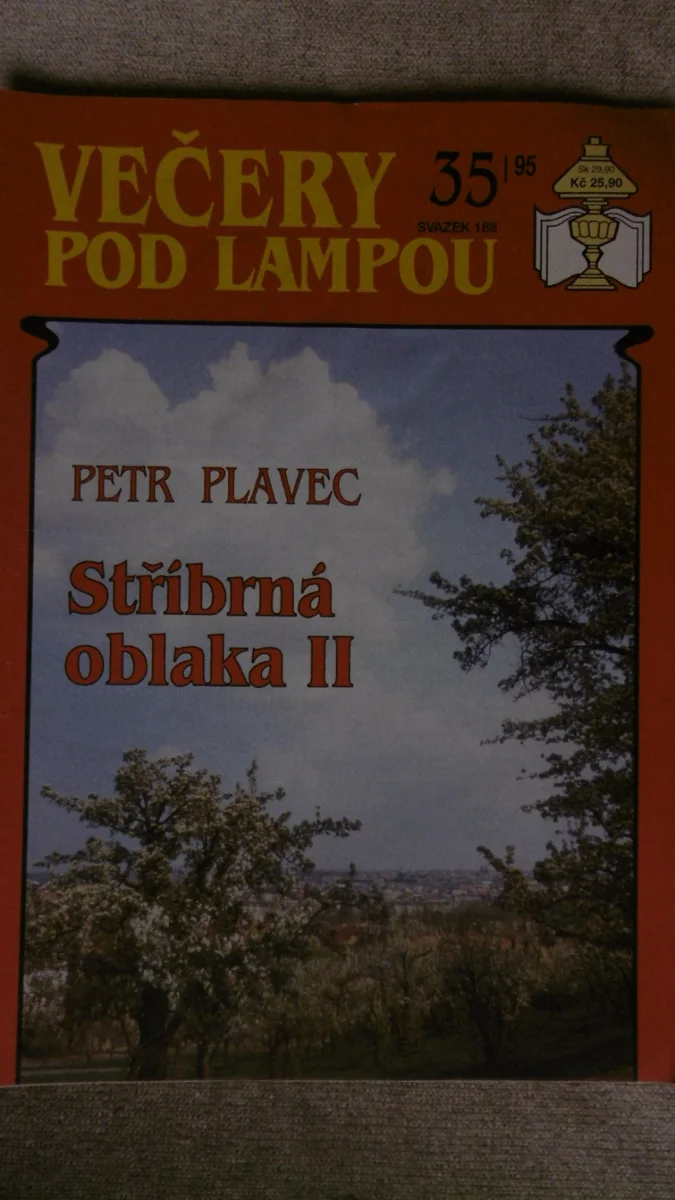 VEČERY
POD LAMPOU
35 | 95
SVAZEK 168
Sk 29,90
Kč 25,90
PETR PLAVEC
Stříbrná
oblaka II